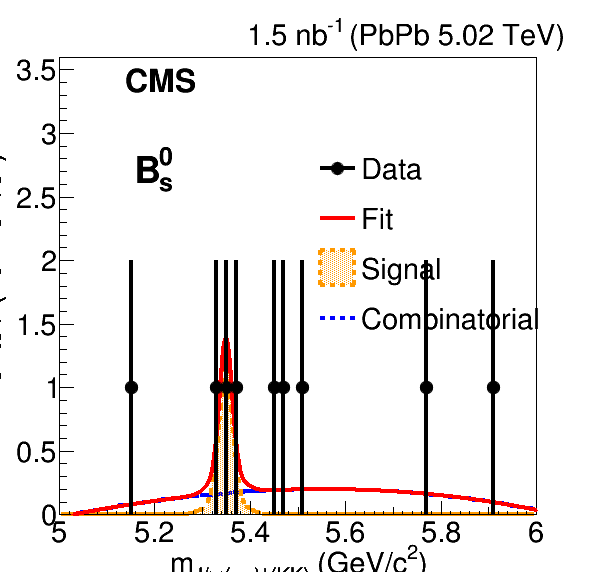 1.5 nb⁻¹ (PbPb 5.02 TeV)
3.5
CMS
3
B⁰ₛ
Data
2.5
Fit
2
Signal
1.5
Combinatorial
1
0.5
0
5 5.2 5.4 5.6 5.8 6
(GeV/c²)